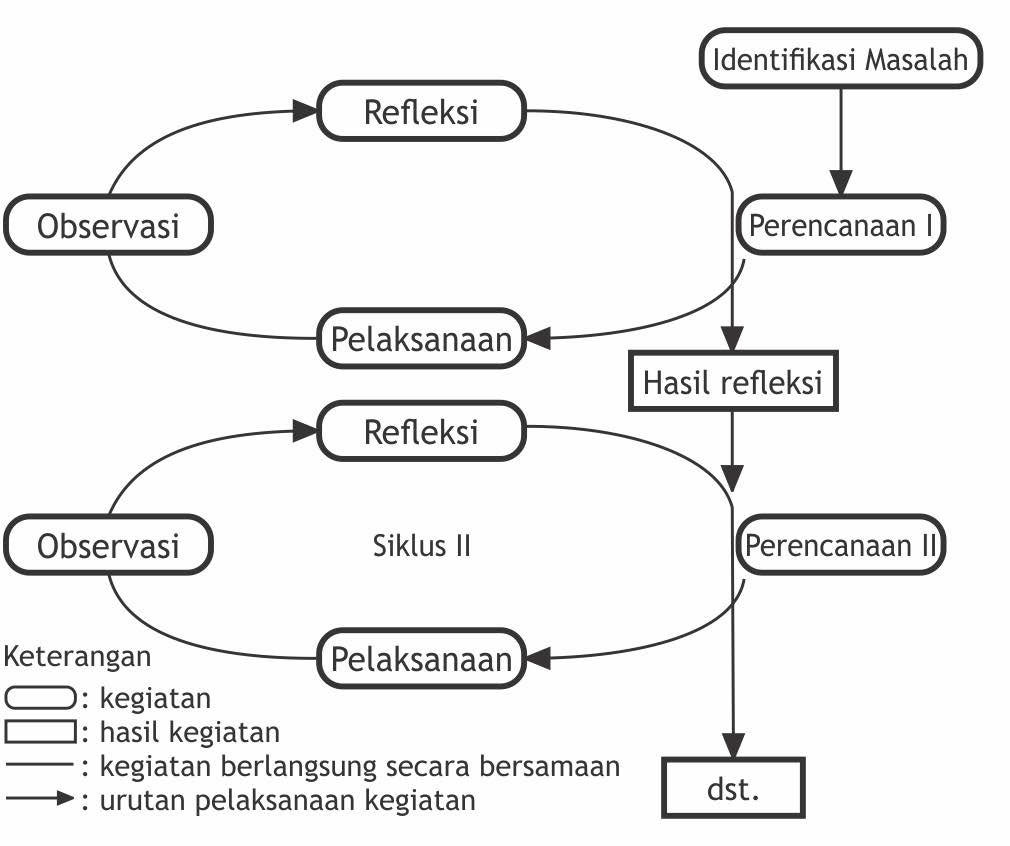 Identifikasi Masalah
Refleksi
Observasi
Perencanaan I
Pelaksanaan
Hasil refleksi
Refleksi
Observasi
Siklus II
Perencanaan II
Pelaksanaan
Keterangan
: kegiatan
: hasil kegiatan
: kegiatan berlangsung secara bersamaan
: urutan pelaksanaan kegiatan
dst.